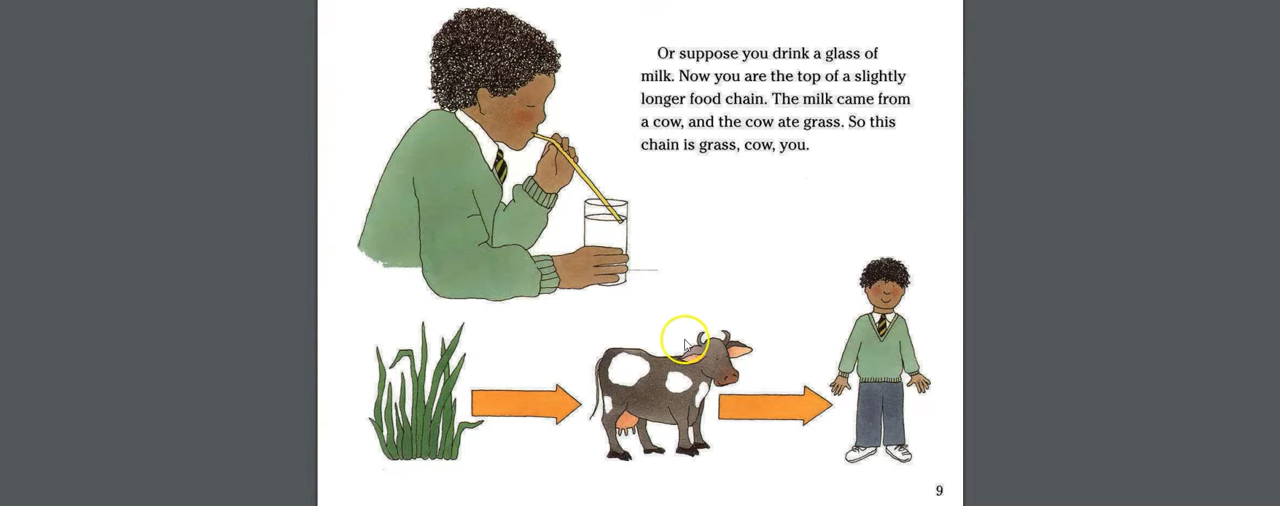 Or suppose you drink a glass of
milk. Now you are the top of a slightly
longer food chain. The milk came from
a cow, and the cow ate grass. So this
chain is grass, cow, you.
9